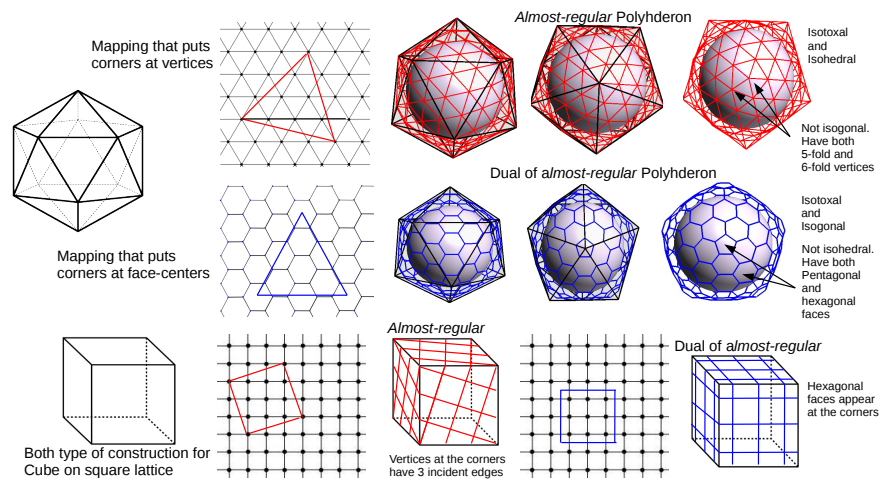 Almost-regular Polyhderon
Mapping that puts
corners at vertices
Isotoxal
and
Isohedral
Not isogonal.
Have both
5-fold and
6-fold vertices
Dual of almost-regular Polyhderon
Mapping that puts
corners at face-centers
Isotoxal
and
Isogonal
Not isohedral.
Have both
Pentagonal
and
hexagonal
faces
Almost-regular
Dual of almost-regular
Hexagonal
faces appear
at the corners
Both type of construction for
Cube on square lattice
Vertices at the corners
have 3 incident edges